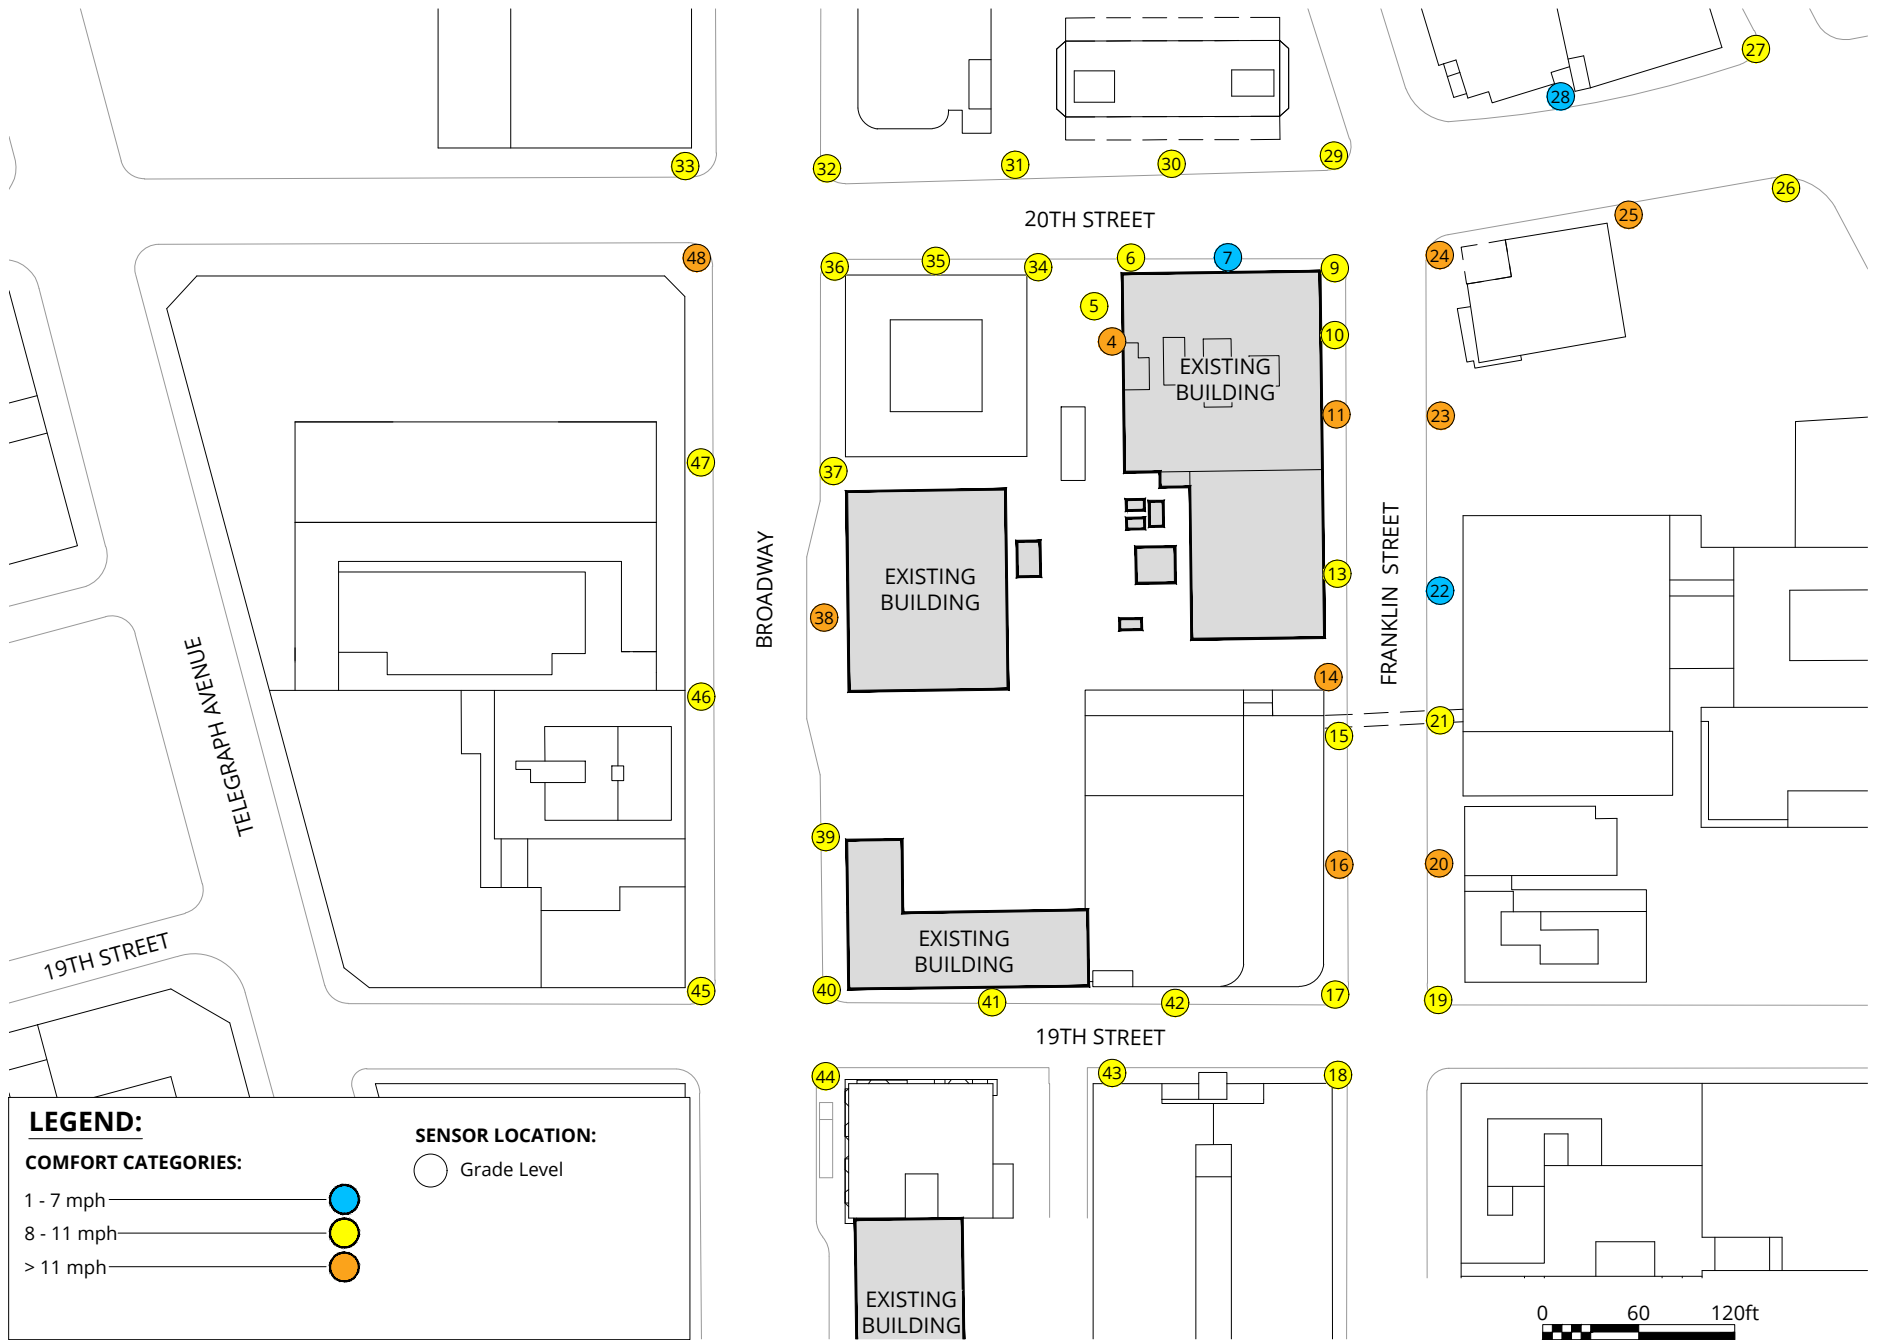 27
28
33
32
31
30
29
26
25
20TH STREET
48
36
35
34
6
7
9
24
5
4
10
EXISTING
BUILDING
11
23
47
37
BROADWAY
EXISTING
BUILDING
13
FRANKLIN STREET
22
38
TELEGRAPH AVENUE
46
14
15
21
39
16
20
19TH STREET
EXISTING
BUILDING
45
40
41
42
17
19
19TH STREET
44
43
18
LEGEND:
COMFORT CATEGORIES:
1 - 7 mph
8 - 11 mph
> 11 mph
SENSOR LOCATION:
Grade Level
EXISTING
BUILDING
0 60 120ft